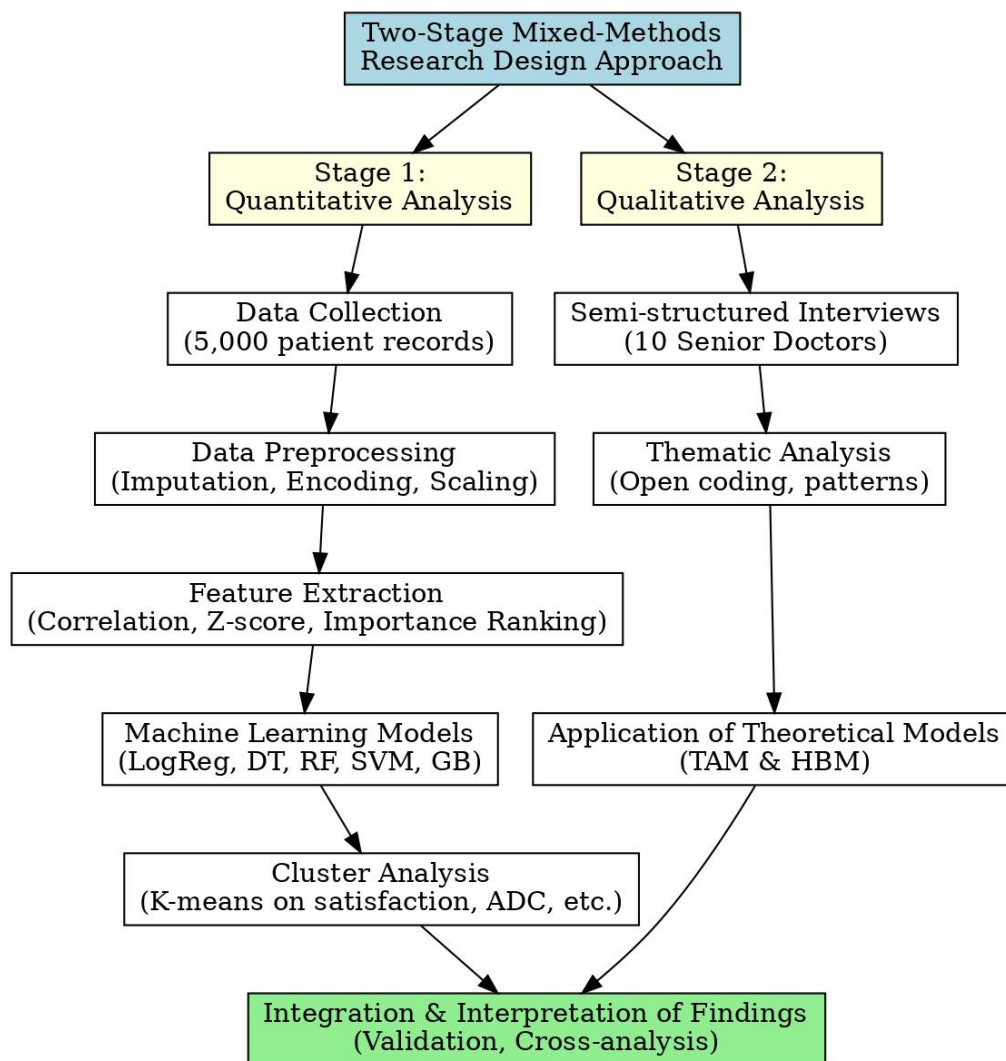 Two-Stage Mixed-Methods
Research Design Approach
Stage 1:
Quantitative Analysis
Stage 2:
Qualitative Analysis
Data Collection
(5,000 patient records)
Semi-structured Interviews
(10 Senior Doctors)
Data Preprocessing
(Imputation, Encoding, Scaling)
Thematic Analysis
(Open coding, patterns)
Feature Extraction
(Correlation, Z-score, Importance Ranking)
Machine Learning Models
(LogReg, DT, RF, SVM, GB)
Application of Theoretical Models
(TAM & HBM)
Cluster Analysis
(K-means on satisfaction, ADC, etc.)
Integration & Interpretation of Findings
(Validation, Cross-analysis)